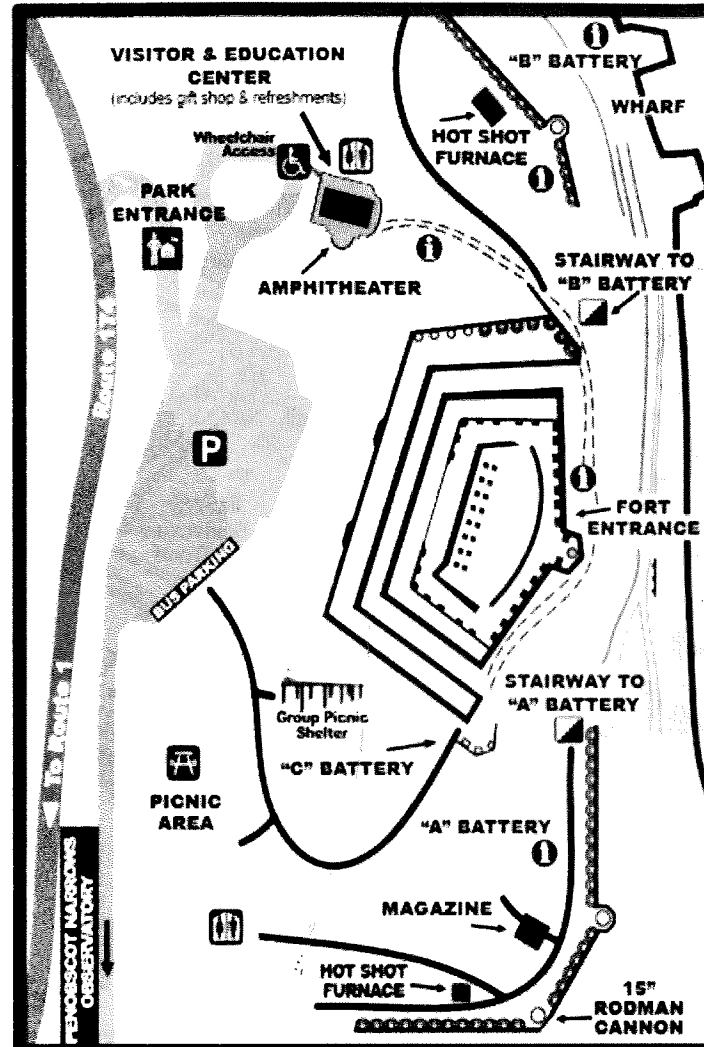 VISITOR & EDUCATION
CENTER
(includes gift shop & refreshments)
Wheelchair
Access
PARK
ENTRANCE
AMPHITHEATER
"B" BATTERY
WHARF
HOT SHOT
FURNACE
STAIRWAY TO
"B" BATTERY
Route 174
P
FORT
ENTRANCE
BUS PARKING
Group Picnic
Shelter
STAIRWAY TO
"A" BATTERY
"C" BATTERY
To Route 1
PICNIC
AREA
"A" BATTERY
PENOBSCOT NARROWS
OBSERVATORY
MAGAZINE
HOT SHOT
FURNACE
15"
RODMAN
CANNON